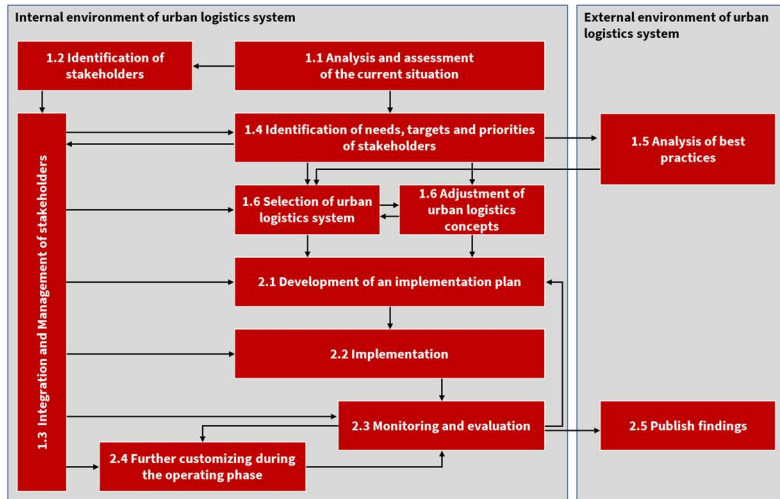 Internal environment of urban logistics system
External environment of urban
logistics system
1.2 Identification of
stakeholders
1.1 Analysis and assessment
of the current situation
1.3 Integration and Management of stakeholders
1.4 Identification of needs, targets and priorities
of stakeholders
1.5 Analysis of best
practices
1.6 Selection of urban
logistics system
1.6 Adjustment of
urban logistics
concepts
2.1 Development of an implementation plan
2.2 Implementation
2.3 Monitoring and evaluation
2.5 Publish findings
2.4 Further customizing during
the operating phase